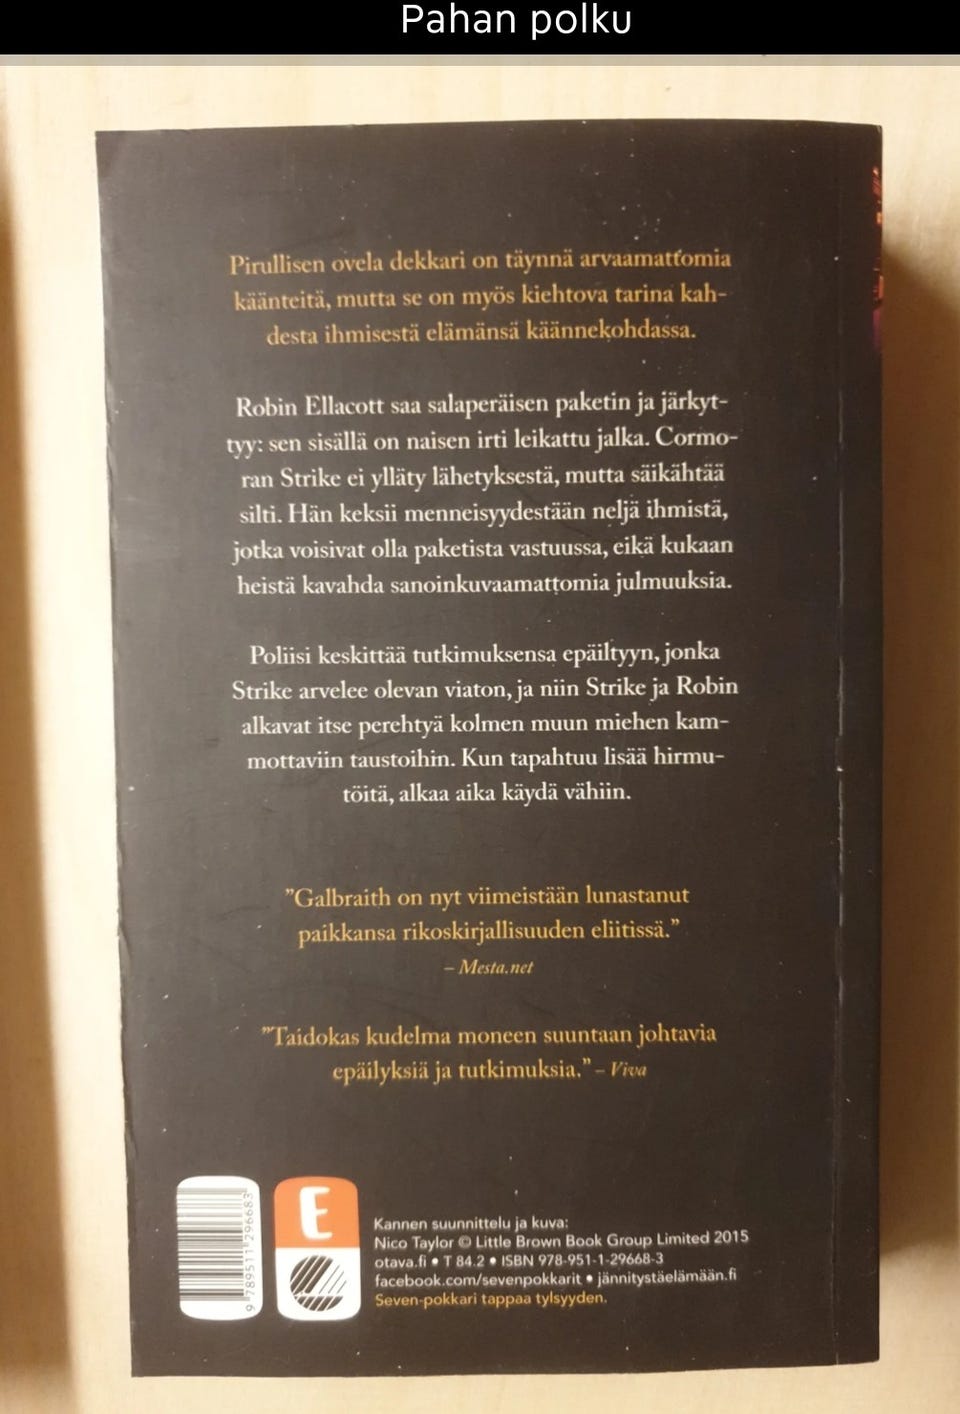 Pahan polku
Pirullisen ovela dekkari on täynnä arvaamattomia
käänteitä, mutta se on myös kiehtova tarina kah-
desta ihmisestä elämänsä käännekohdassa.
Robin Ellacott saa salaperäisen paketin ja järkyt-
tyy: sen sisällä on naisen irti leikattu jalka. Cormo-
ran Strike ei ylläty lähetyksestä, mutta säikähtää
silti. Hän keksii menneisyydestään neljä ihmistä,
jotka voisivat olla paketista vastuussa, eikä kukaan
heistä kavahda sanoinkuvaamattomia julmuuksia.
Poliisi keskittää tutkimuksensa epäiltyyn, jonka
Strike arvelee olevan viaton, ja niin Strike ja Robin
alkavat itse perehtyä kolmen muun miehen kam-
mottaviin taustoihin. Kun tapahtuu lisää hirmu-
töitä, alkaa aika käydä vähiin.
"Galbraith on nyt viimeistään lunastanut
paikkansa rikoskirjallisuuden eliitissä."
– Mesta.net
"Taidokas kudelma moneen suuntaan johtavia
epäilyksiä ja tutkimuksia." – Viva
9 789511 296683
E
Kannen suunnittelu ja kuva:
Nico Taylor © Little Brown Book Group Limited 2015
otava.fi • T 84.2 • ISBN 978-951-1-29668-3
facebook.com/sevenpokkarit • jännitystäelämään.fi
Seven-pokkari tappaa tylsyyden.